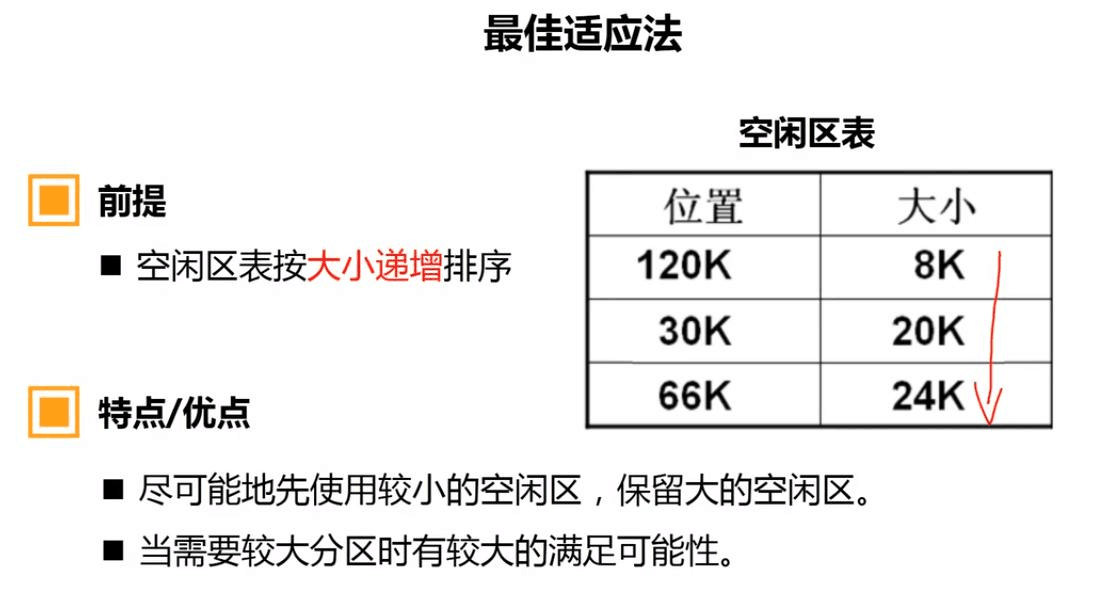 最佳适应法
空闲区表
前提
■ 空闲区表按大小递增排序
位置 大小
120K 8K
30K 20K
66K 24K
特点/优点
■ 尽可能地先使用较小的空闲区，保留大的空闲区。
■ 当需要较大分区时有较大的满足可能性。